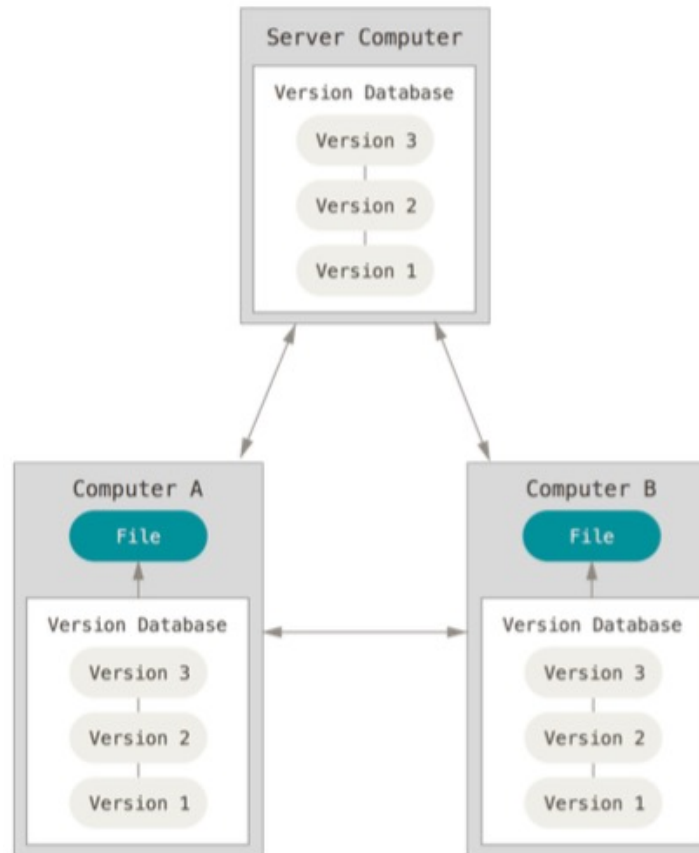 Server Computer
Version Database
Version 3
Version 2
Version 1
Computer A
File
Version Database
Version 3
Version 2
Version 1
Computer B
File
Version Database
Version 3
Version 2
Version 1